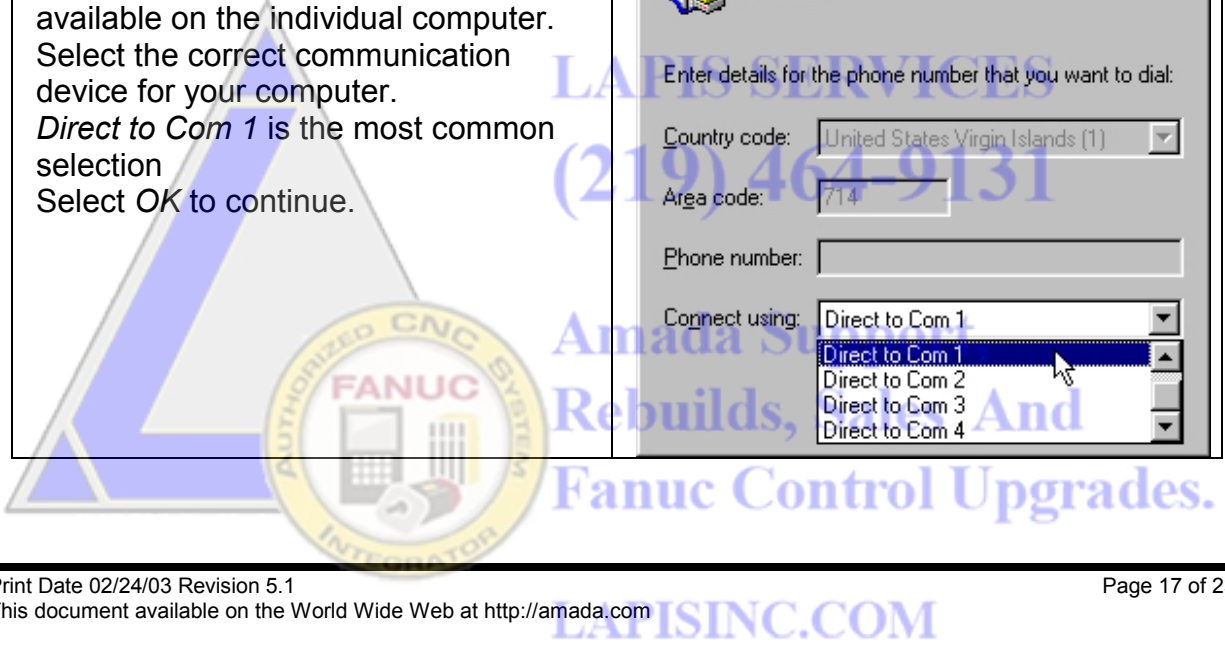 available on the individual computer.
Select the correct communication
device for your computer.
Direct to Com 1 is the most common
selection
Select OK to continue.
Enter details for the phone number that you want to dial:
Country code: United States Virgin Islands (1)
Area code: 714
Phone number:
Connect using: Direct to Com 1
Direct to Com 1
Direct to Com 2
Direct to Com 3
Direct to Com 4
LAPIS SERVICES
(219) 464-9131
Amada Support,
Rebuilds, Sales, And
Fanuc Control Upgrades.
AUTHORIZED CNC SYSTEM
FANUC
INTEGRATOR
Print Date 02/24/03 Revision 5.1
Page 17 of 2
This document available on the World Wide Web at http://amada.com
LAPISINC.COM